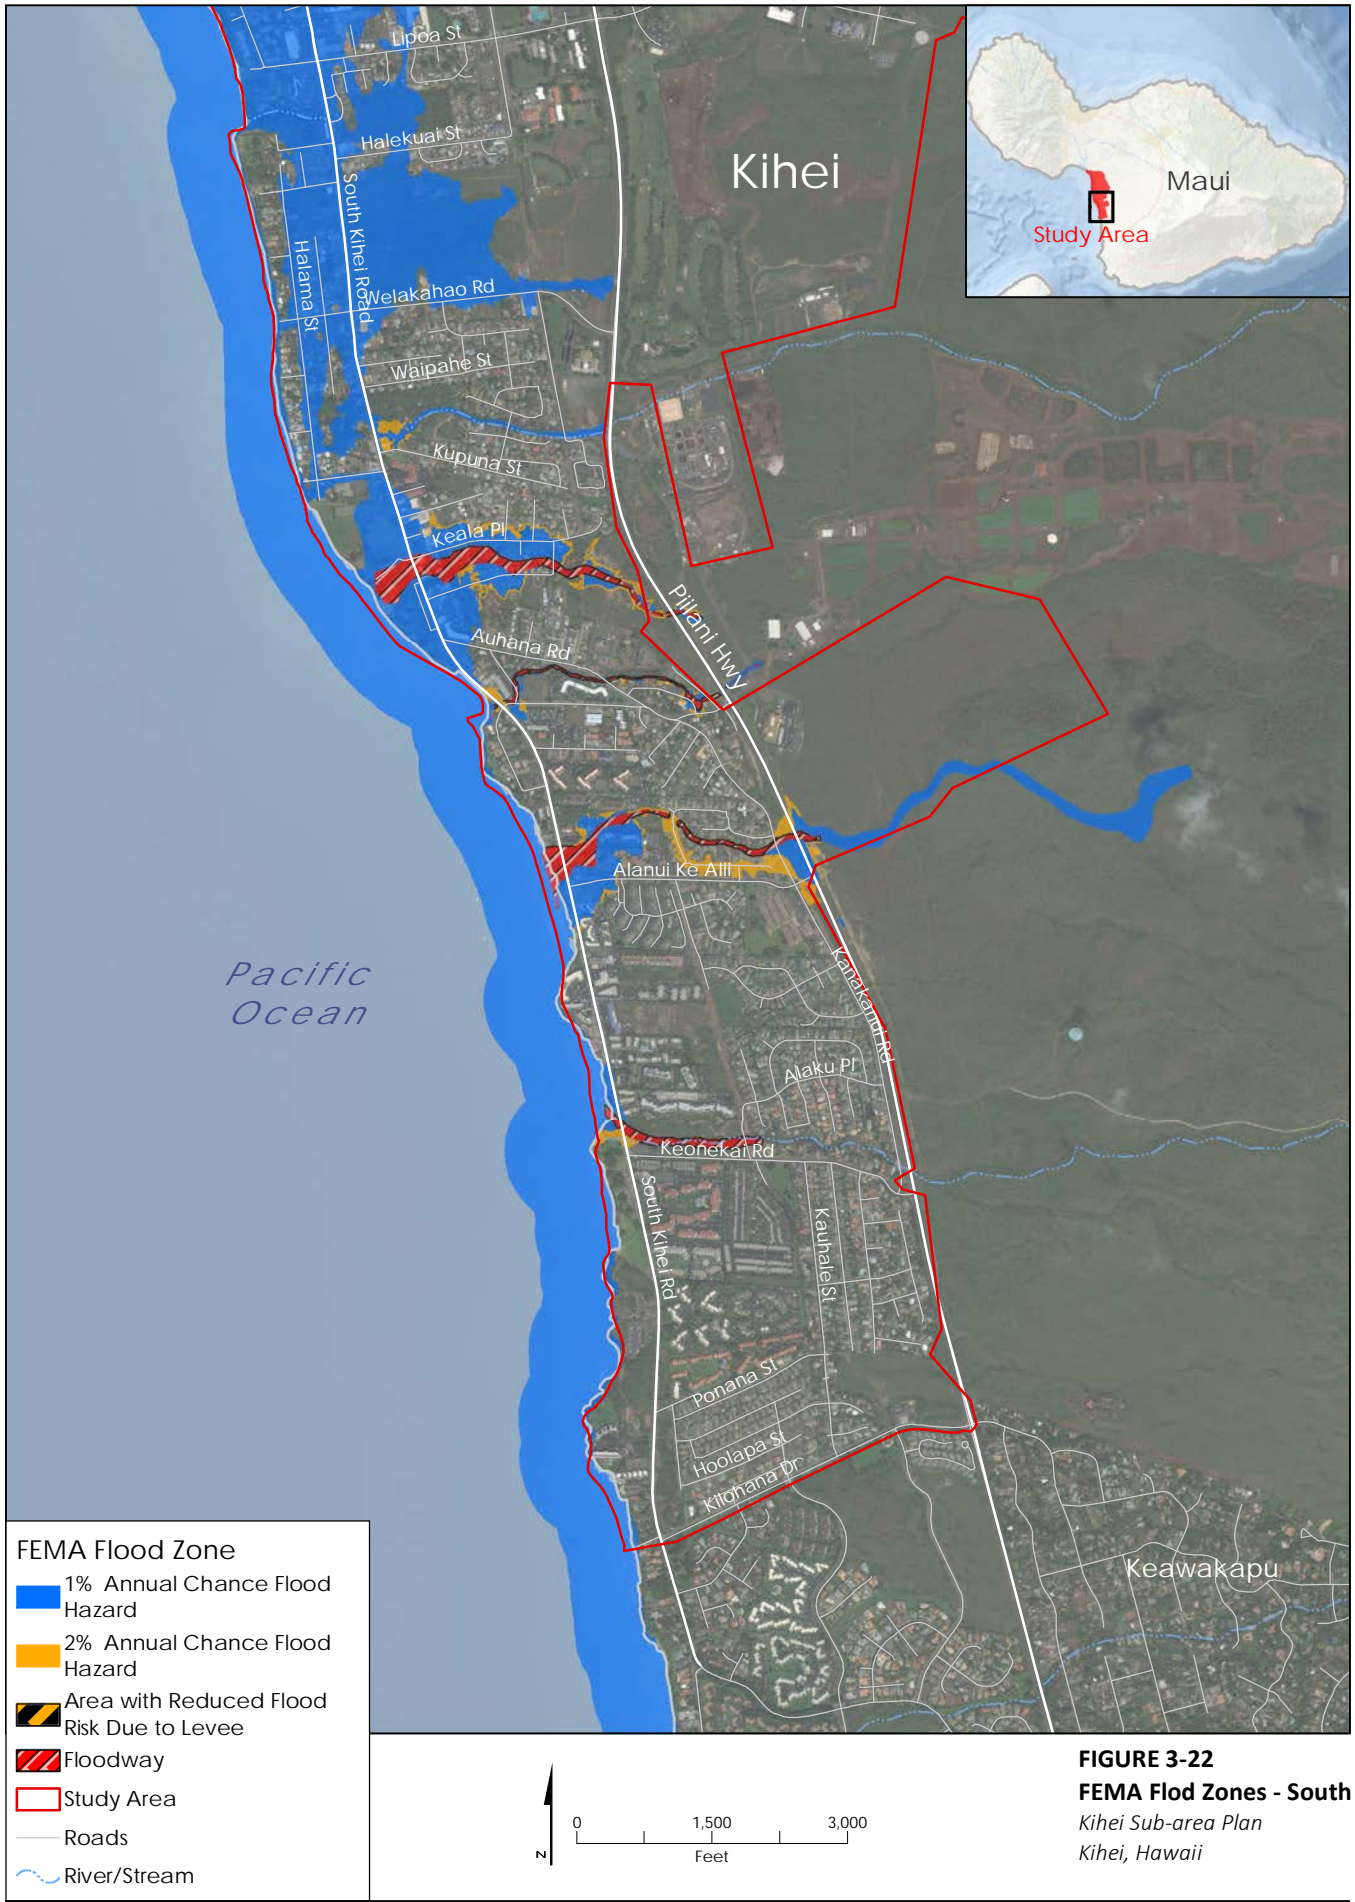 Lipoa St
Halekuai St
Kihei
Maui
Study Area
South Kihei Road
Halama St
Welakahao Rd
Waipahe St
Kupuna St
Keala Pl
Piilani Hwy
Auhana Rd
Alanui Ke Alii
Pacific
Ocean
Kanakanui Rd
Alaku Pl
Keonekai Rd
South Kihei Rd
Kauhale St
Ponana St
Hoolapa St
Kilohana Dr
Keawakapu
FEMA Flood Zone
1% Annual Chance Flood
Hazard
2% Annual Chance Flood
Hazard
Area with Reduced Flood
Risk Due to Levee
Floodway
Study Area
Roads
River/Stream
N
0 1,500 3,000
Feet
FIGURE 3-22
FEMA Flod Zones - South
Kihei Sub-area Plan
Kihei, Hawaii